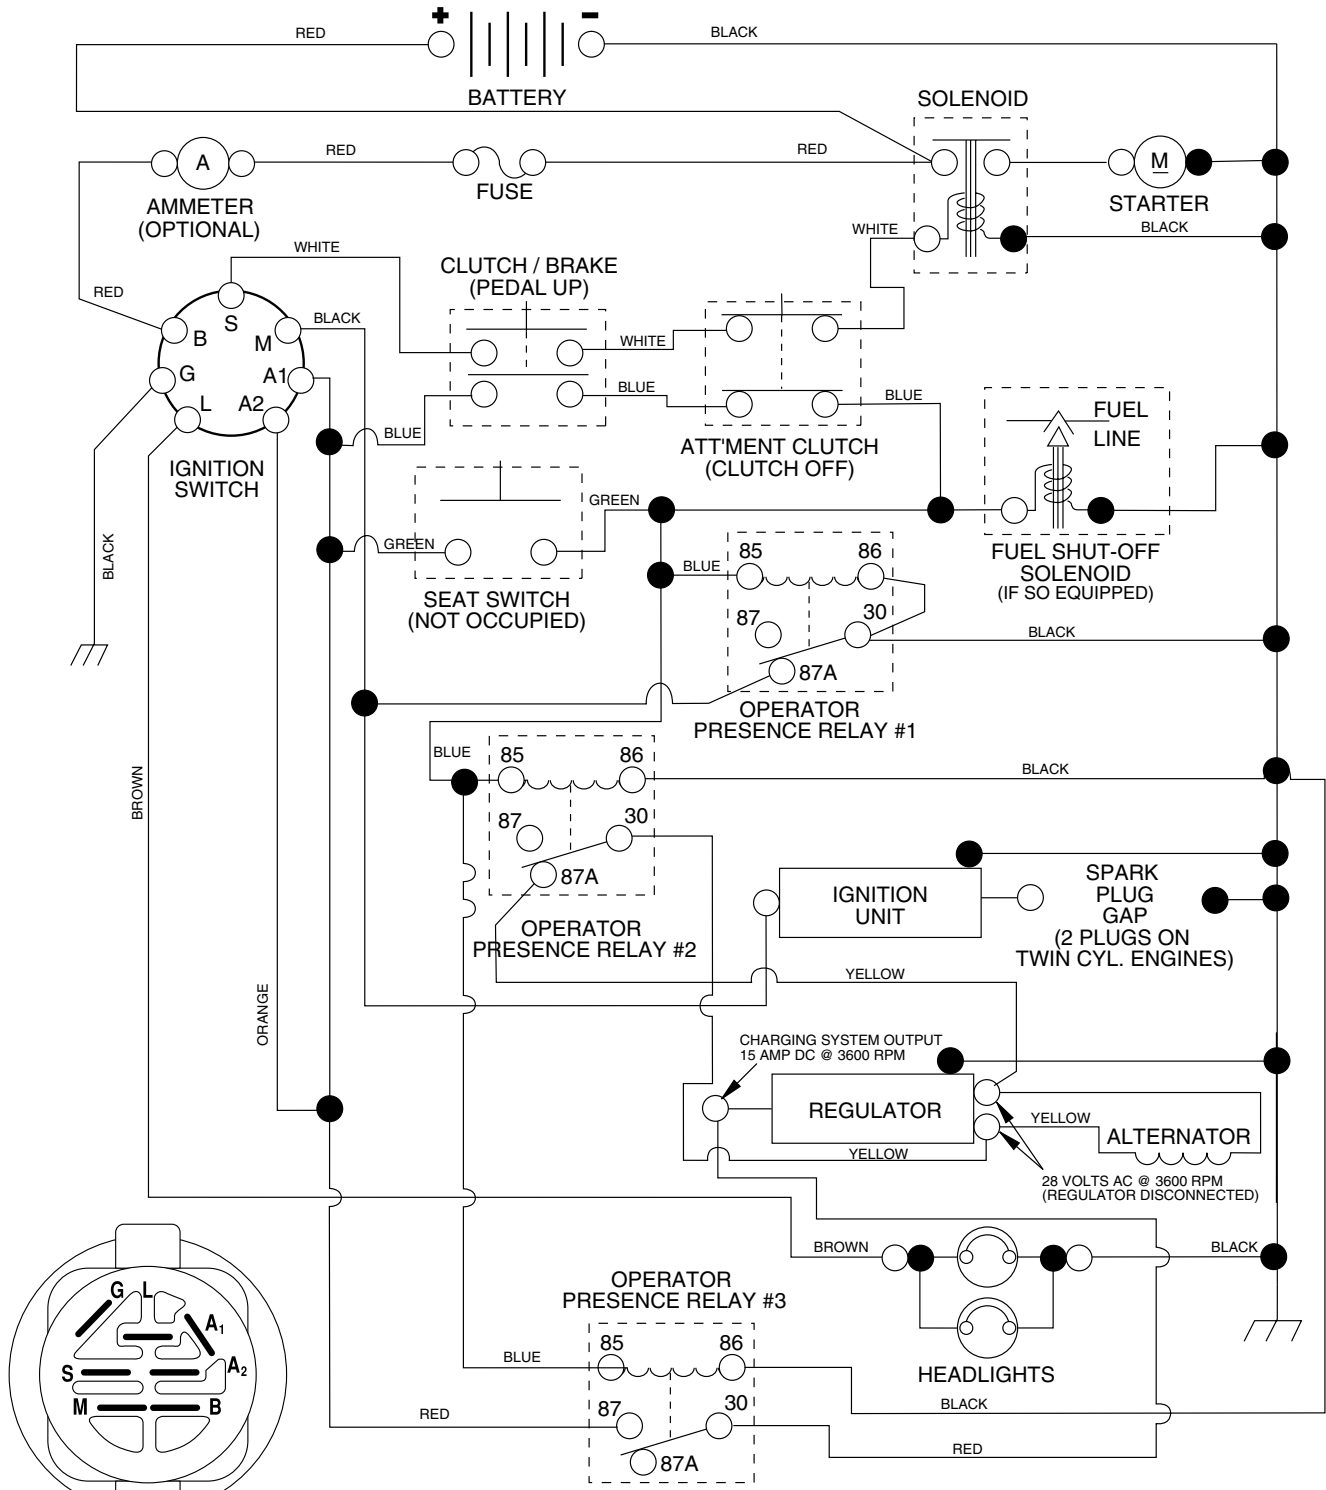 +
-
RED
BLACK
BATTERY
SOLENOID
A
RED
RED
M
FUSE
AMMETER
(OPTIONAL)
STARTER
WHITE
BLACK
WHITE
CLUTCH / BRAKE
(PEDAL UP)
RED
S
BLACK
B
M
WHITE
G
A1
L
A2
BLUE
BLUE
FUEL
LINE
BLUE
ATT'MENT CLUTCH
(CLUTCH OFF)
IGNITION
SWITCH
GREEN
GREEN
BLACK
85
86
FUEL SHUT-OFF
SOLENOID
(IF SO EQUIPPED)
BLUE
SEAT SWITCH
(NOT OCCUPIED)
87
30
BLACK
87A
OPERATOR
PRESENCE RELAY #1
BLUE
85
86
BLACK
BROWN
87
30
87A
IGNITION
UNIT
SPARK
PLUG
GAP
(2 PLUGS ON
TWIN CYL. ENGINES)
OPERATOR
PRESENCE RELAY #2
YELLOW
ORANGE
CHARGING SYSTEM OUTPUT
15 AMP DC @ 3600 RPM
REGULATOR
YELLOW
ALTERNATOR
YELLOW
28 VOLTS AC @ 3600 RPM
(REGULATOR DISCONNECTED)
BROWN
BLACK
OPERATOR
PRESENCE RELAY #3
G
L
A1
85
86
BLUE
A2
S
HEADLIGHTS
M
B
87
30
BLACK
RED
RED
87A